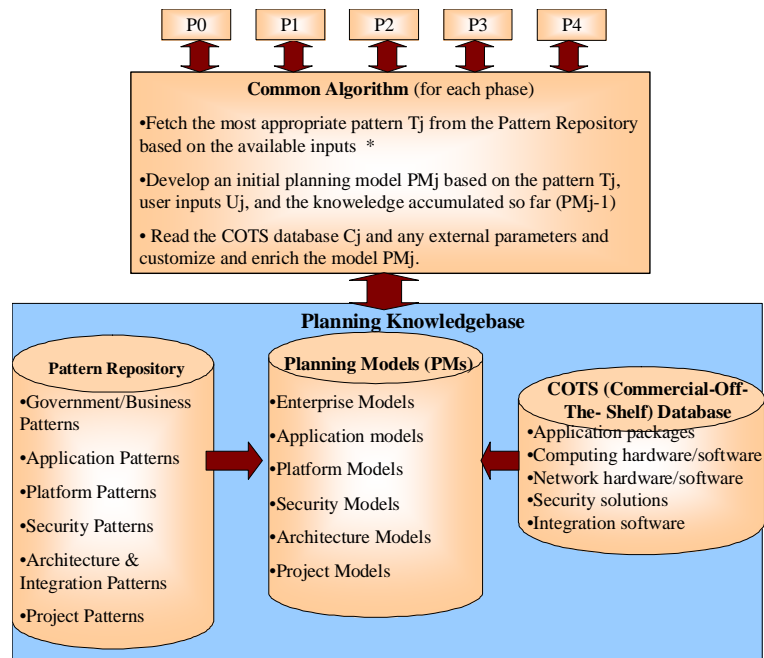 P0 P1 P2 P3 P4
Common Algorithm (for each phase)
•Fetch the most appropriate pattern Tj from the Pattern Repository
based on the available inputs *
•Develop an initial planning model PMj based on the pattern Tj,
user inputs Uj, and the knoweledge accumulated so far (PMj-1)
• Read the COTS database Cj and any external parameters and
customize and enrich the model PMj.
Planning Knowledgebase
Pattern Repository
•Government/Business
Patterns
•Application Patterns
•Platform Patterns
•Security Patterns
•Architecture &
Integration Patterns
•Project Patterns
Planning Models (PMs)
•Enterprise Models
•Application models
•Platform Models
•Security Models
•Architecture Models
•Project Models
COTS (Commercial-Off-
The- Shelf) Database
•Application packages
•Computing hardware/software
•Network hardware/software
•Security solutions
•Integration software